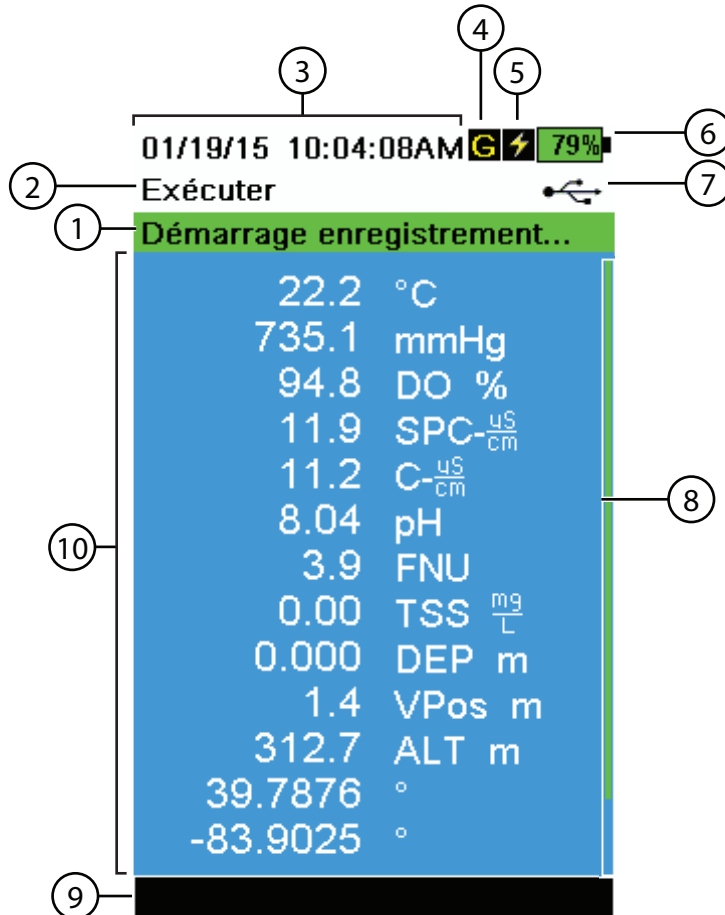 4
3 5
01/19/15 10:04:08AM G 79% 6
2 Exécuter 7
1 Démarrage enregistrement...
22.2 °C
735.1 mmHg
94.8 DO %
11.9 SPC-uS/cm
11.2 C-uS/cm 8
8.04 pH
10 3.9 FNU
0.00 TSS mg/L
0.000 DEP m
1.4 VPos m
312.7 ALT m
39.7876 °
-83.9025 °
9